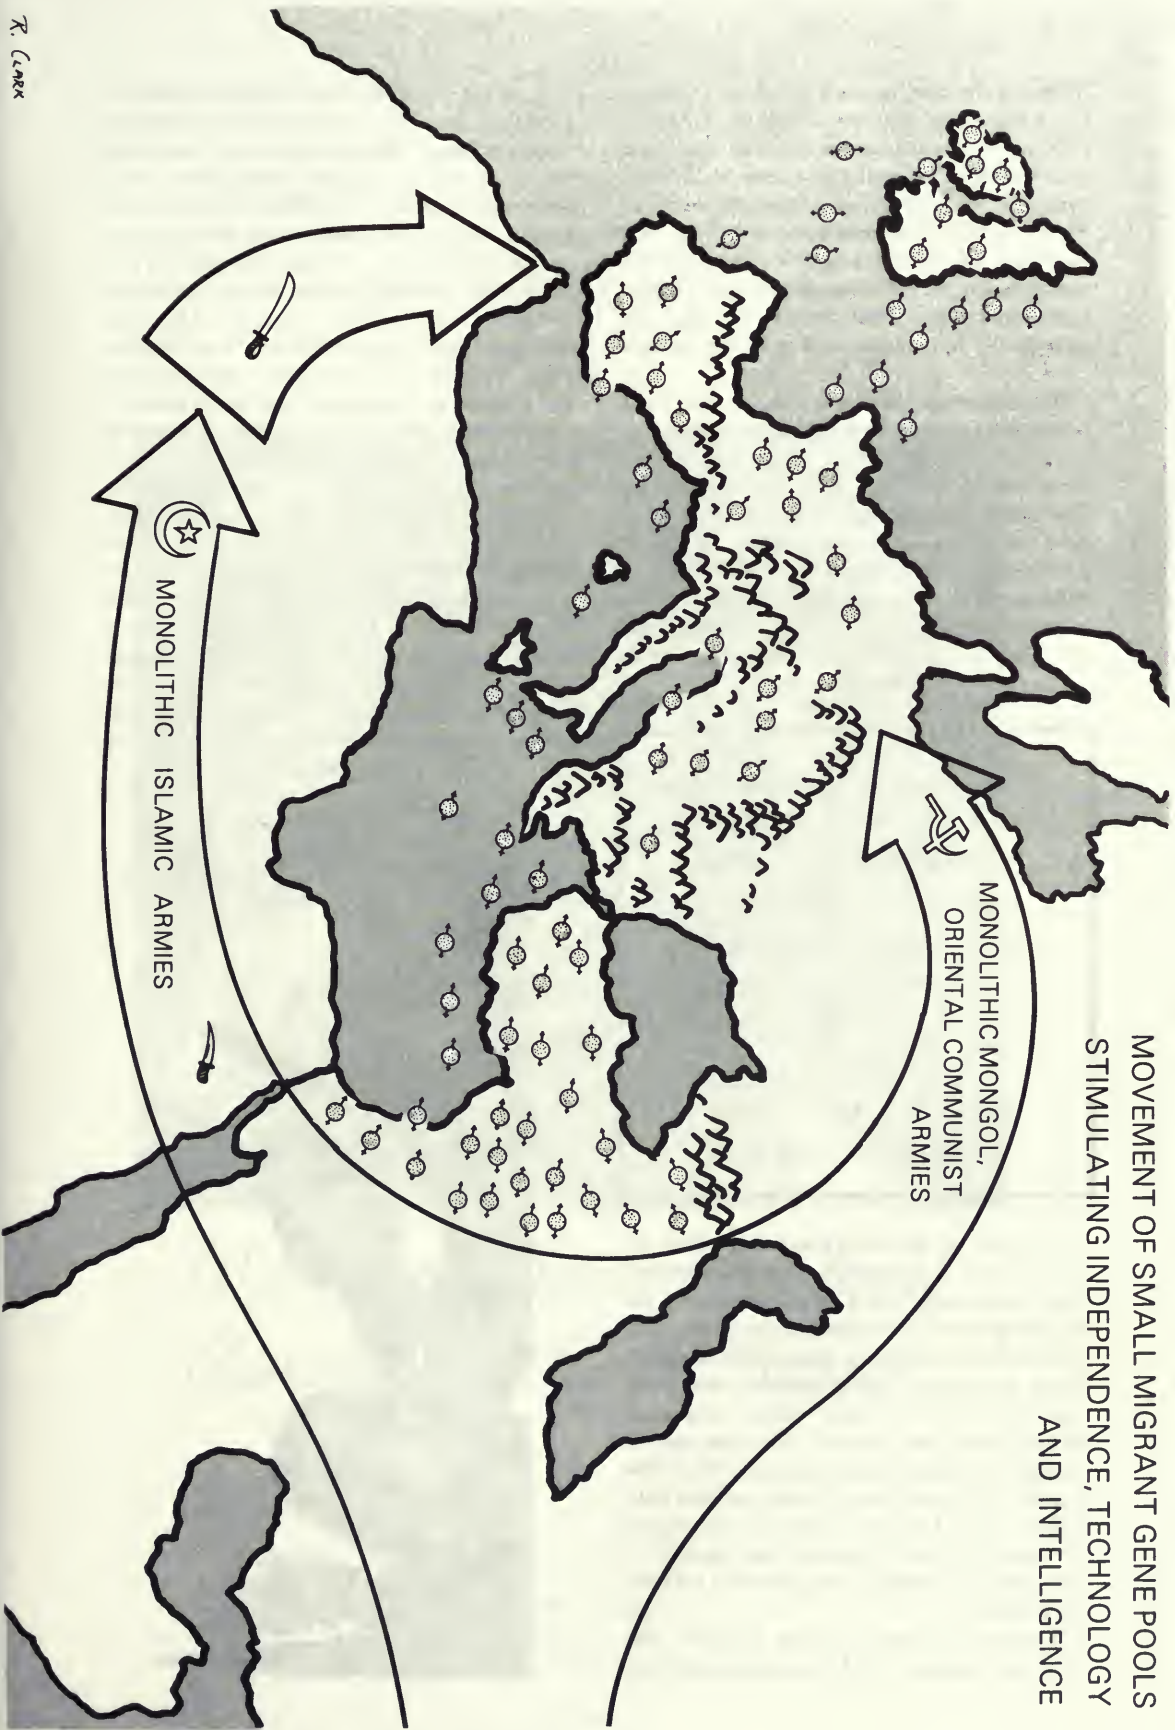 MOVEMENT OF SMALL MIGRANT GENE POOLS
STIMULATING INDEPENDENCE, TECHNOLOGY
AND INTELLIGENCE
MONOLITHIC MONGOL,
ORIENTAL COMMUNIST
ARMIES
MONOLITHIC ISLAMIC ARMIES
R. CLARK